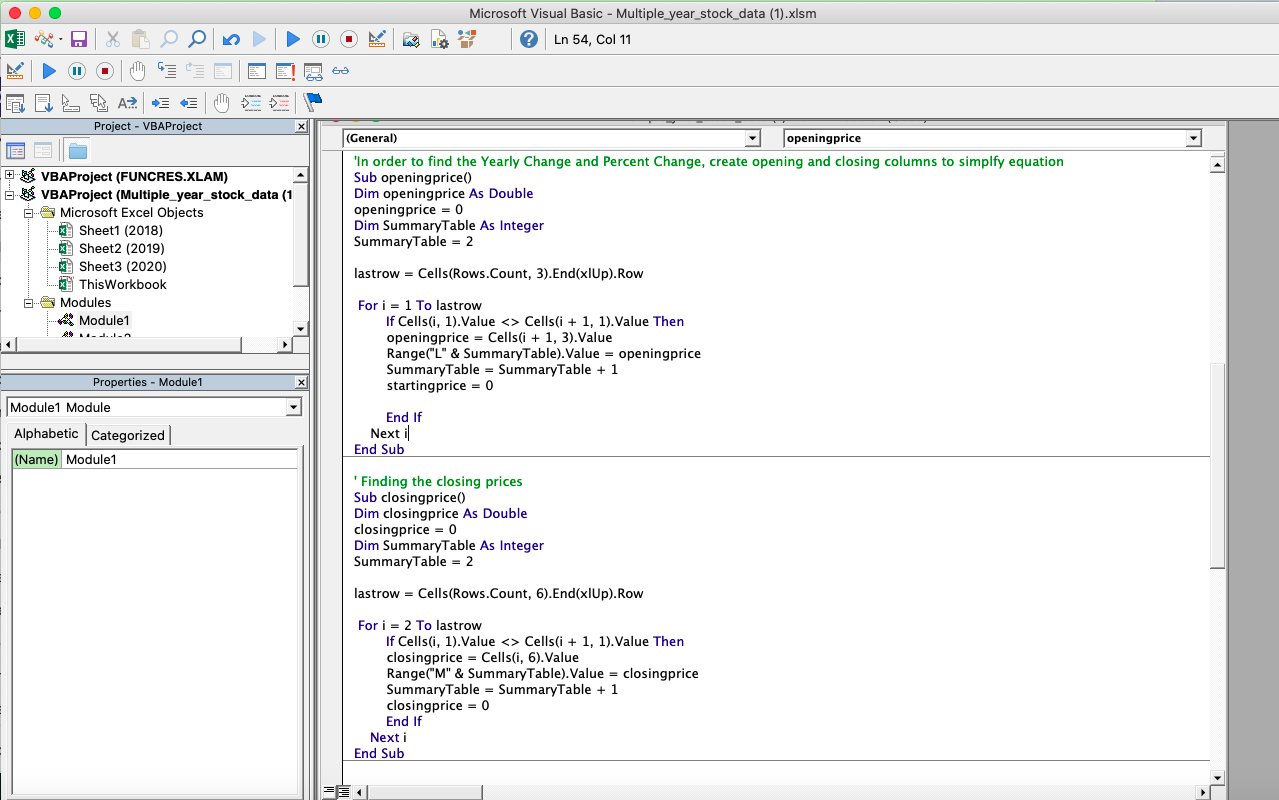 Microsoft Visual Basic - Multiple_year_stock_data (1).xlsm
Ln 54, Col 11
Project - VBAProject
VBAProject (FUNCRES.XLAM)
VBAProject (Multiple_year_stock_data (1
Microsoft Excel Objects
Sheet1 (2018)
Sheet2 (2019)
Sheet3 (2020)
ThisWorkbook
Modules
Module1
Properties - Module1
Module1 Module
Alphabetic
Categorized
(Name) Module1
(General)
openingprice
'In order to find the Yearly Change and Percent Change, create opening and closing columns to simplfy equation
Sub openingprice()
Dim openingprice As Double
openingprice = 0
Dim SummaryTable As Integer
SummaryTable = 2
lastrow = Cells(Rows.Count, 3).End(xlUp).Row
For i = 1 To lastrow
If Cells(i, 1).Value <> Cells(i + 1, 1).Value Then
openingprice = Cells(i + 1, 3).Value
Range("L" & SummaryTable).Value = openingprice
SummaryTable = SummaryTable + 1
startingprice = 0
End If
Next i
End Sub
' Finding the closing prices
Sub closingprice()
Dim closingprice As Double
closingprice = 0
Dim SummaryTable As Integer
SummaryTable = 2
lastrow = Cells(Rows.Count, 6).End(xlUp).Row
For i = 2 To lastrow
If Cells(i, 1).Value <> Cells(i + 1, 1).Value Then
closingprice = Cells(i, 6).Value
Range("M" & SummaryTable).Value = closingprice
SummaryTable = SummaryTable + 1
closingprice = 0
End If
Next i
End Sub